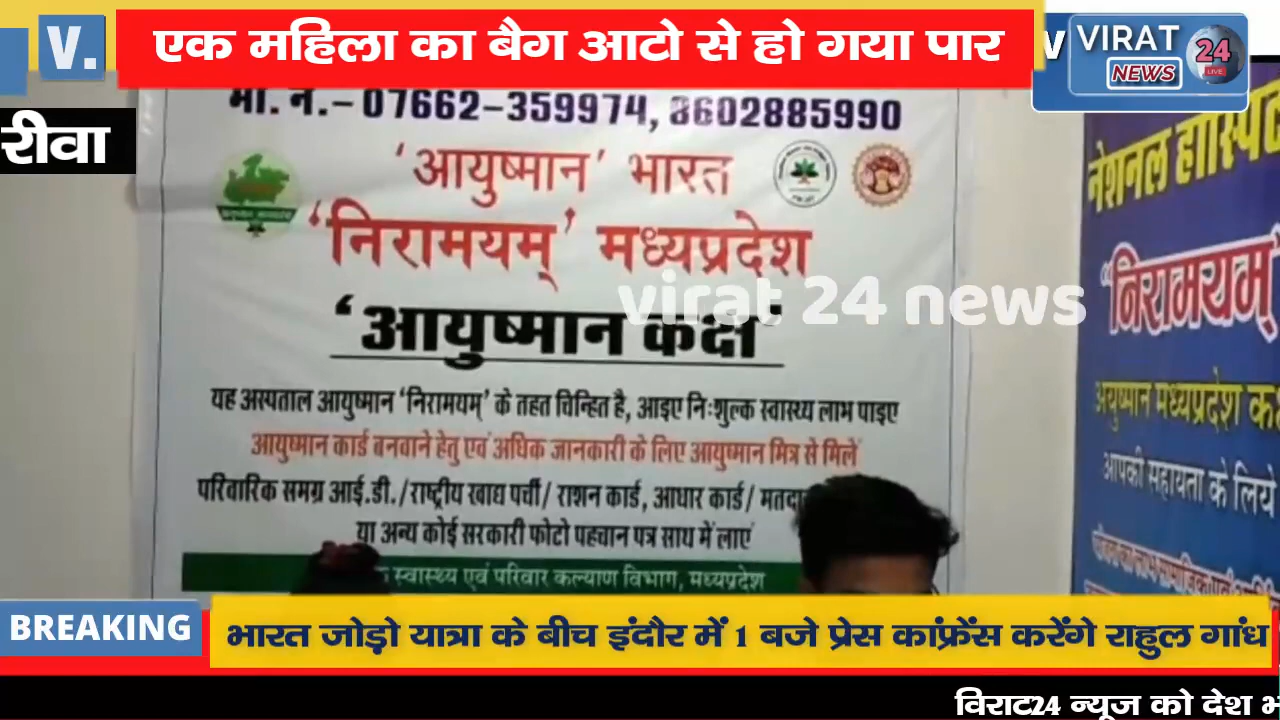 V.
एक महिला का बैग आटो से हो गया पार
VIRAT
24
NEWS
LIVE
रीवा
मो. नं.– 07662–359974, 8602885990
‘आयुष्मान’ भारत
‘निरामयम्’ मध्यप्रदेश
‘आयुष्मान कक्ष’
यह अस्पताल आयुष्मान ‘निरामयम्’ के तहत चिन्हित है, आइए निःशुल्क स्वास्थ्य लाभ पाइए
आयुष्मान कार्ड बनवाने हेतु एवं अधिक जानकारी के लिए आयुष्मान मित्र से मिलें
परिवारिक समग्र आई.डी./राष्ट्रीय खाद्य पर्ची/ राशन कार्ड, आधार कार्ड/ मतदा
या अन्य कोई सरकारी फोटो पहचान पत्र साथ में लाएं
स्वास्थ्य एवं परिवार कल्याण विभाग, मध्यप्रदेश
virat 24 news
नेशनल हास्पिट
“निरामयम्”
आयुष्मान मध्यप्रदेश क
आपकी सहायता के लिये
BREAKING
भारत जोड़ो यात्रा के बीच इंदौर में 1 बजे प्रेस कांफ्रेंस करेंगे राहुल गांध
विराट24 न्यूज को देश भ